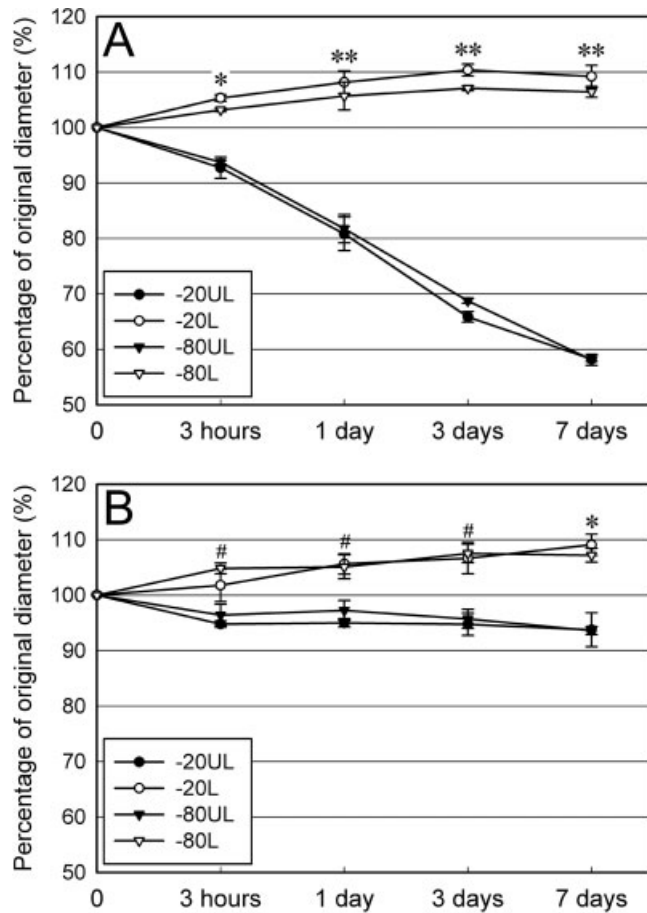 Percentage of original diameter (%)
120
A
**
**
**
110
*
100
90
80
-20UL
70
-20L
-80UL
60
-80L
50
0
3 hours
1 day
3 days
7 days
Percentage of original diameter (%)
120
B
*
110
#
#
#
100
90
80
-20UL
70
-20L
-80UL
60
-80L
50
0
3 hours
1 day
3 days
7 days